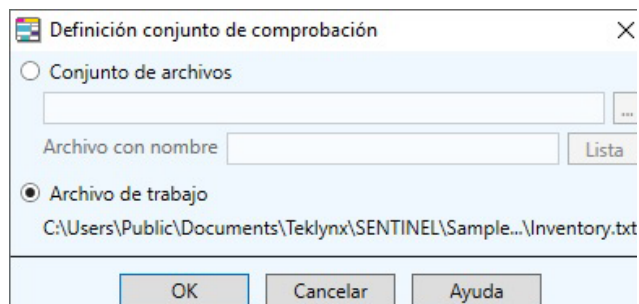 Definición conjunto de comprobación
Conjunto de archivos
...
Archivo con nombre
Lista
Archivo de trabajo
C:\Users\Public\Documents\Teklynx\SENTINEL\Sample...\Inventory.txt
OK Cancelar Ayuda